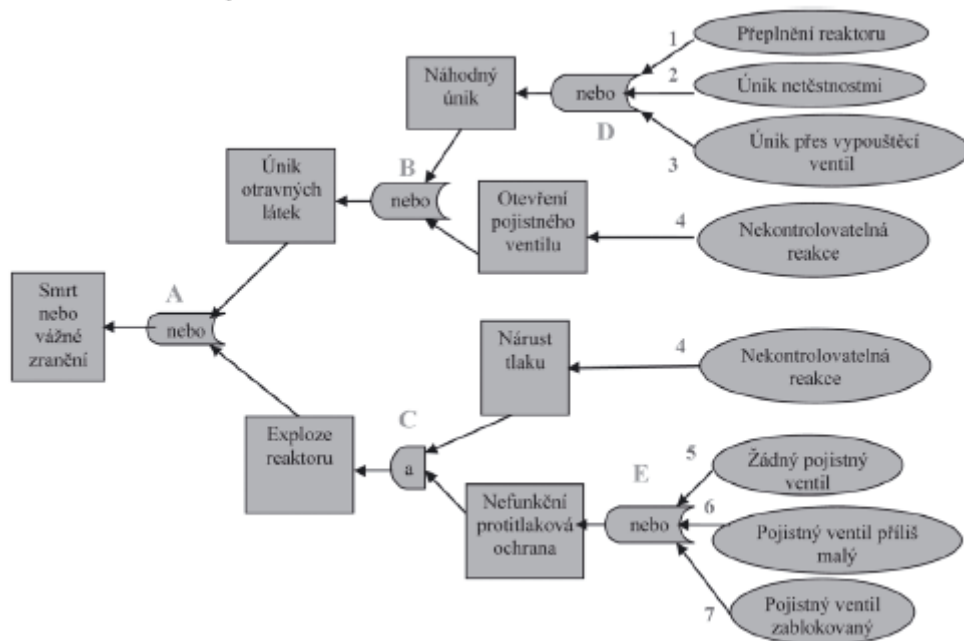 1
Přeplnění reaktoru
2
Únik netěstnostmi
3
Únik přes vypouštěcí
ventil
nebo
D
Náhodný
únik
Únik
otravných
látek
B
nebo
Otevření
pojistného
ventilu
4
Nekontrolovatelná
reakce
Smrt
nebo
vážné
zranění
A
nebo
Nárust
tlaku
4
Nekontrolovatelná
reakce
Exploze
reaktoru
C
a
Nefunkční
protitlaková
ochrana
E
nebo
5
Žádný pojistný
ventil
6
Pojistný ventil příliš
malý
7
Pojistný ventil
zablokovaný